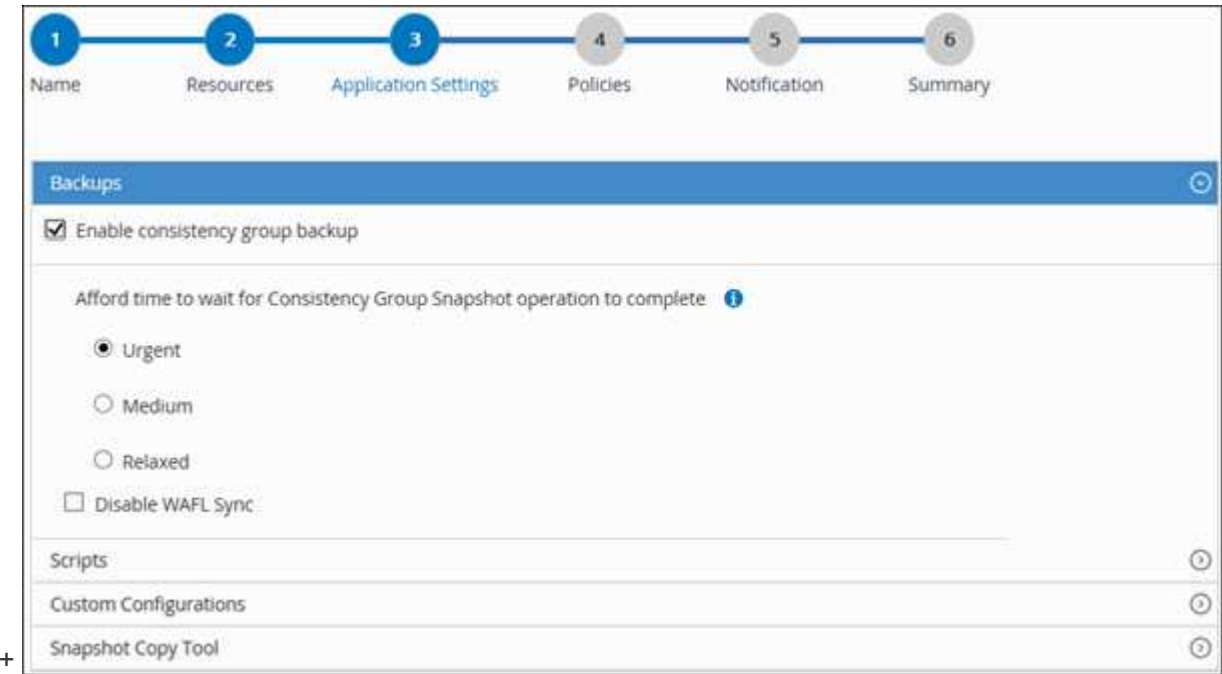 1 2 3 4 5 6
Name Resources Application Settings Policies Notification Summary
Backups
Enable consistency group backup
Afford time to wait for Consistency Group Snapshot operation to complete i
Urgent
Medium
Relaxed
Disable WAFL Sync
Scripts
Custom Configurations
Snapshot Copy Tool
+